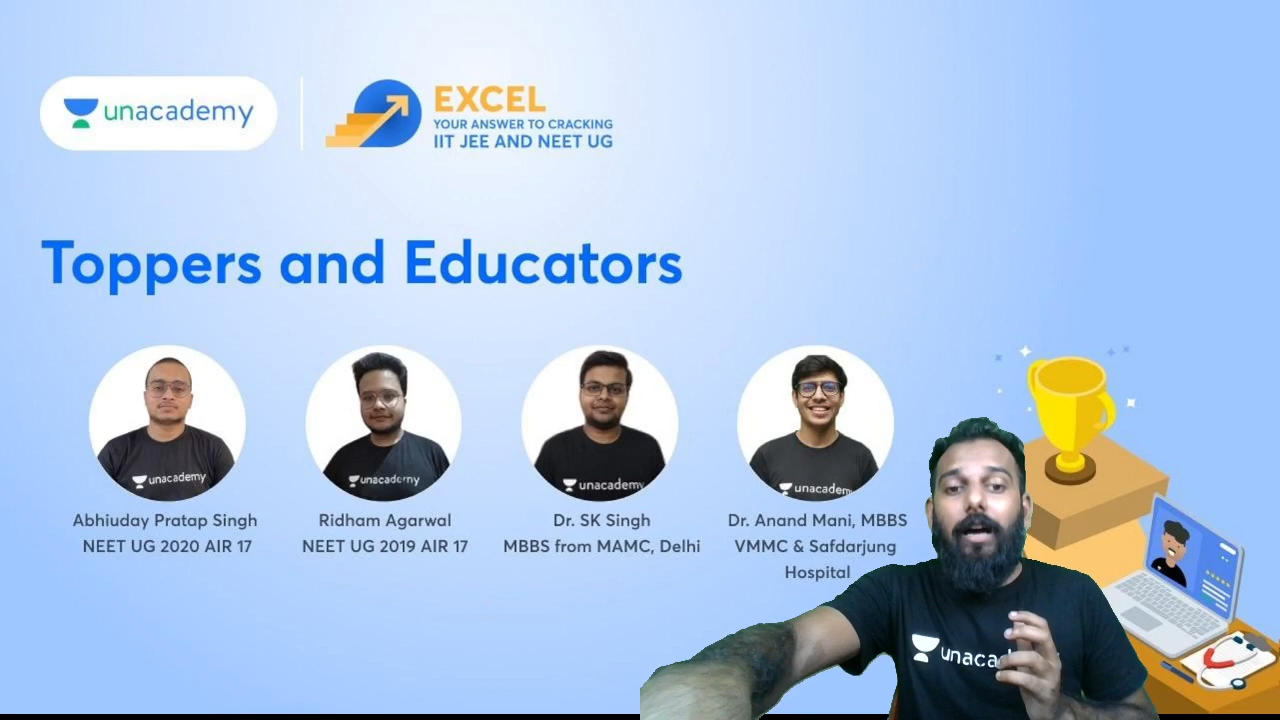 unacademy
EXCEL
YOUR ANSWER TO CRACKING
IIT JEE AND NEET UG
Toppers and Educators
unacademy
unacademy
unacademy
unacademy
Abhiuday Pratap Singh
NEET UG 2020 AIR 17
Ridham Agarwal
NEET UG 2019 AIR 17
Dr. SK Singh
MBBS from MAMC, Delhi
Dr. Anand Mani, MBBS
VMMC & Safdarjung
Hospital
unaca